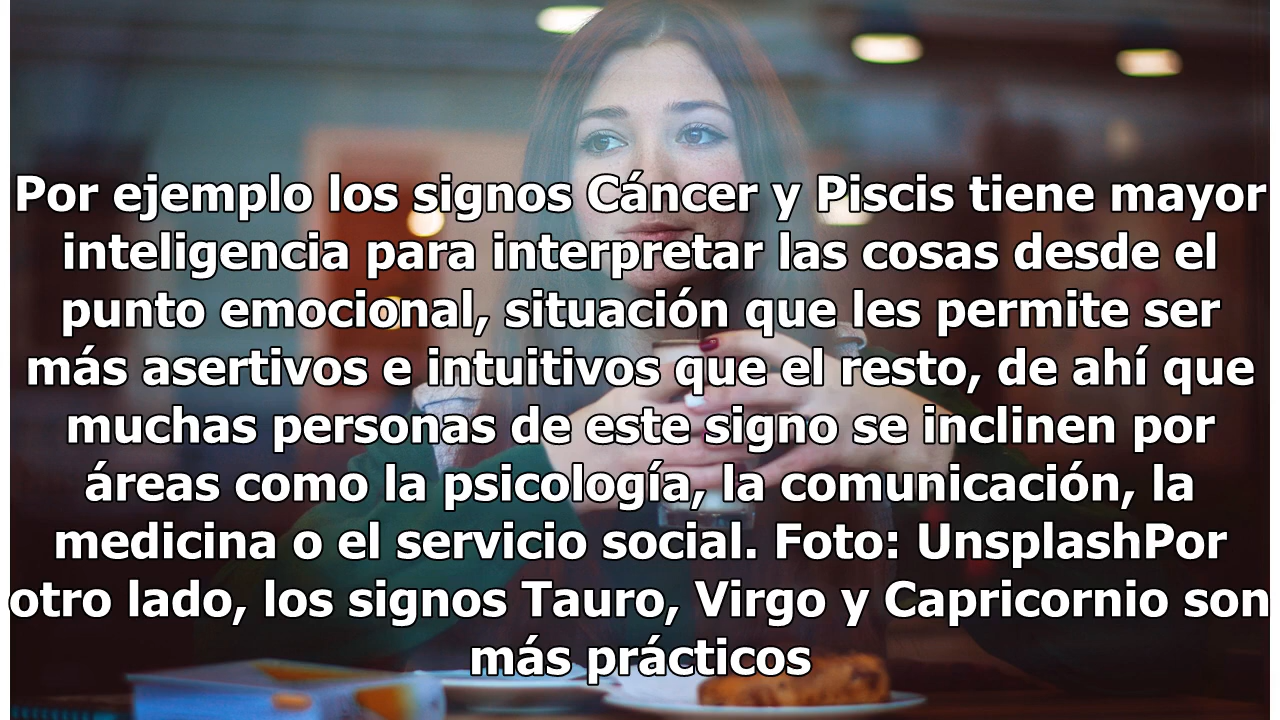 Por ejemplo los signos Cáncer y Piscis tiene mayor
inteligencia para interpretar las cosas desde el
punto emocional, situación que les permite ser
más asertivos e intuitivos que el resto, de ahí que
muchas personas de este signo se inclinen por
áreas como la psicología, la comunicación, la
medicina o el servicio social. Foto: UnsplashPor
otro lado, los signos Tauro, Virgo y Capricornio son
más prácticos